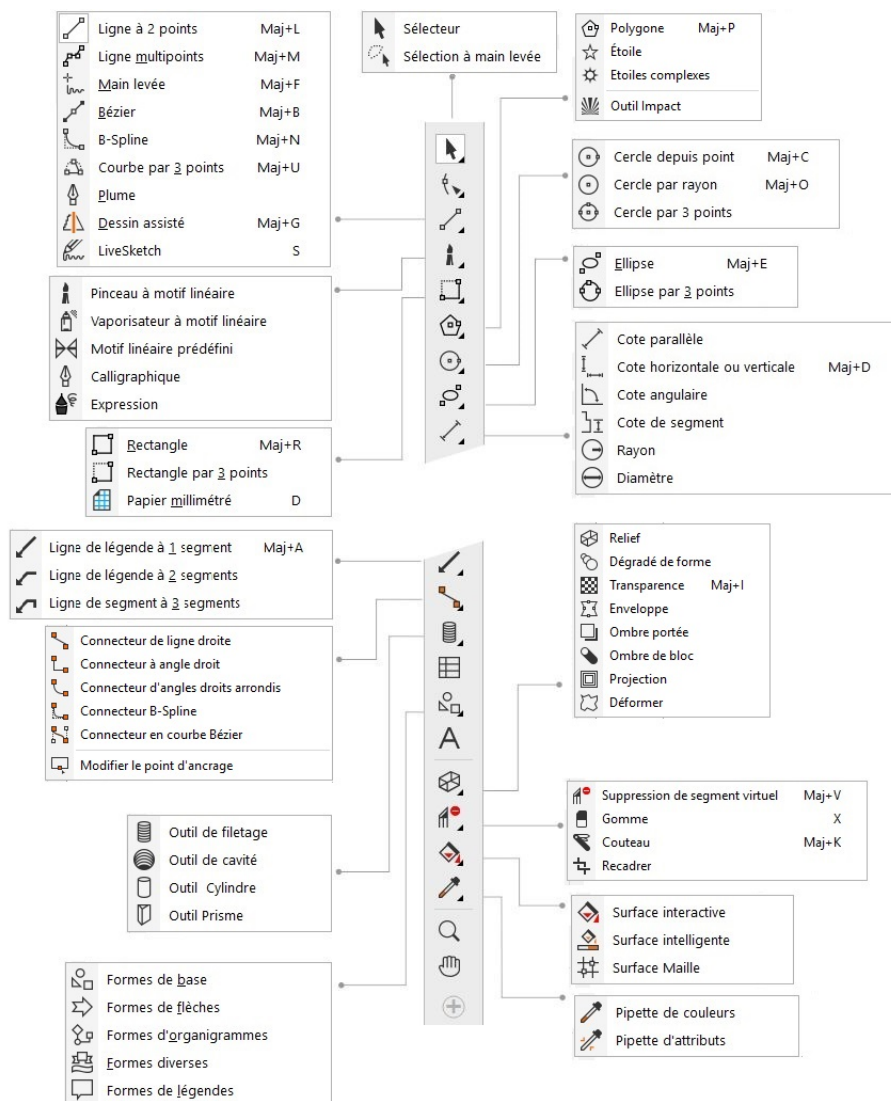 Ligne à 2 points Maj+L
Ligne multipoints Maj+M
Main levée Maj+F
Bézier Maj+B
B-Spline Maj+N
Courbe par 3 points Maj+U
Plume
Dessin assisté Maj+G
LiveSketch S
Sélecteur
Sélection à main levée
Polygone Maj+P
Étoile
Etoiles complexes
Outil Impact
Cercle depuis point Maj+C
Cercle par rayon Maj+O
Cercle par 3 points
Ellipse Maj+E
Ellipse par 3 points
Pinceau à motif linéaire
Vaporisateur à motif linéaire
Motif linéaire prédéfini
Calligraphique
Expression
Cote parallèle
Cote horizontale ou verticale Maj+D
Cote angulaire
Cote de segment
Rayon
Diamètre
Rectangle Maj+R
Rectangle par 3 points
Papier millimétré D
Ligne de légende à 1 segment Maj+A
Ligne de légende à 2 segments
Ligne de segment à 3 segments
Relief
Dégradé de forme
Transparence Maj+I
Enveloppe
Ombre portée
Ombre de bloc
Projection
Déformer
Connecteur de ligne droite
Connecteur à angle droit
Connecteur d'angles droits arrondis
Connecteur B-Spline
Connecteur en courbe Bézier
Modifier le point d'ancrage
Suppression de segment virtuel Maj+V
Gomme X
Couteau Maj+K
Recadrer
Outil de filetage
Outil de cavité
Outil Cylindre
Outil Prisme
Surface interactive
Surface intelligente
Surface Maille
Formes de base
Formes de flèches
Formes d'organigrammes
Formes diverses
Formes de légendes
Pipette de couleurs
Pipette d'attributs